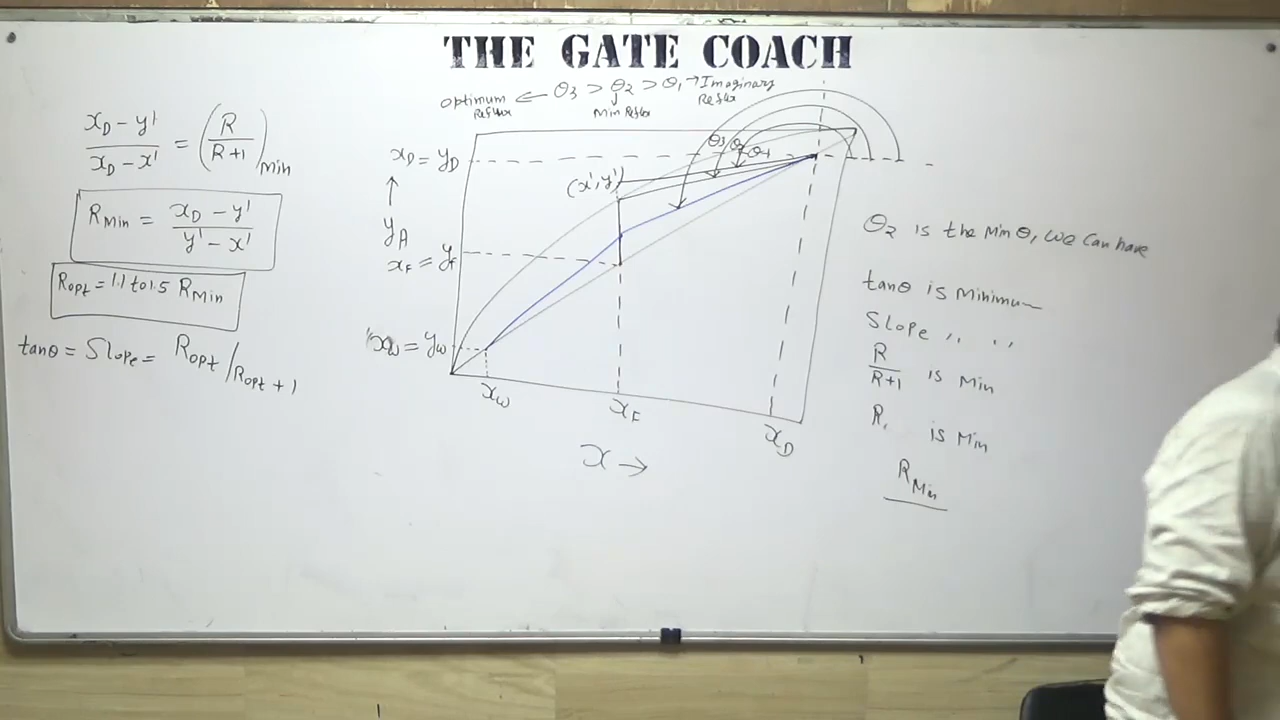 THE GATE COACH
θ3 > θ2 > θ1 → Imaginary Reflux
Optimum Reflux ←
↓
Min Reflux
xD – y' / xD – x' = (R / R+1)Min
RMin = xD – y' / y' – x'
Ropt = 1.1 to 1.5 RMin
tanθ = Slope = Ropt / Ropt + 1
xD = yD
↑
yA
xF = yF
xW = yW
(x', y')
θ3 θ2 θ1
xW
xF
xD
x →
θ2 is the Min θ, We Can have
tanθ is Minimum
Slope ,, ,,
R / R+1 is Min
R, is Min
RMin